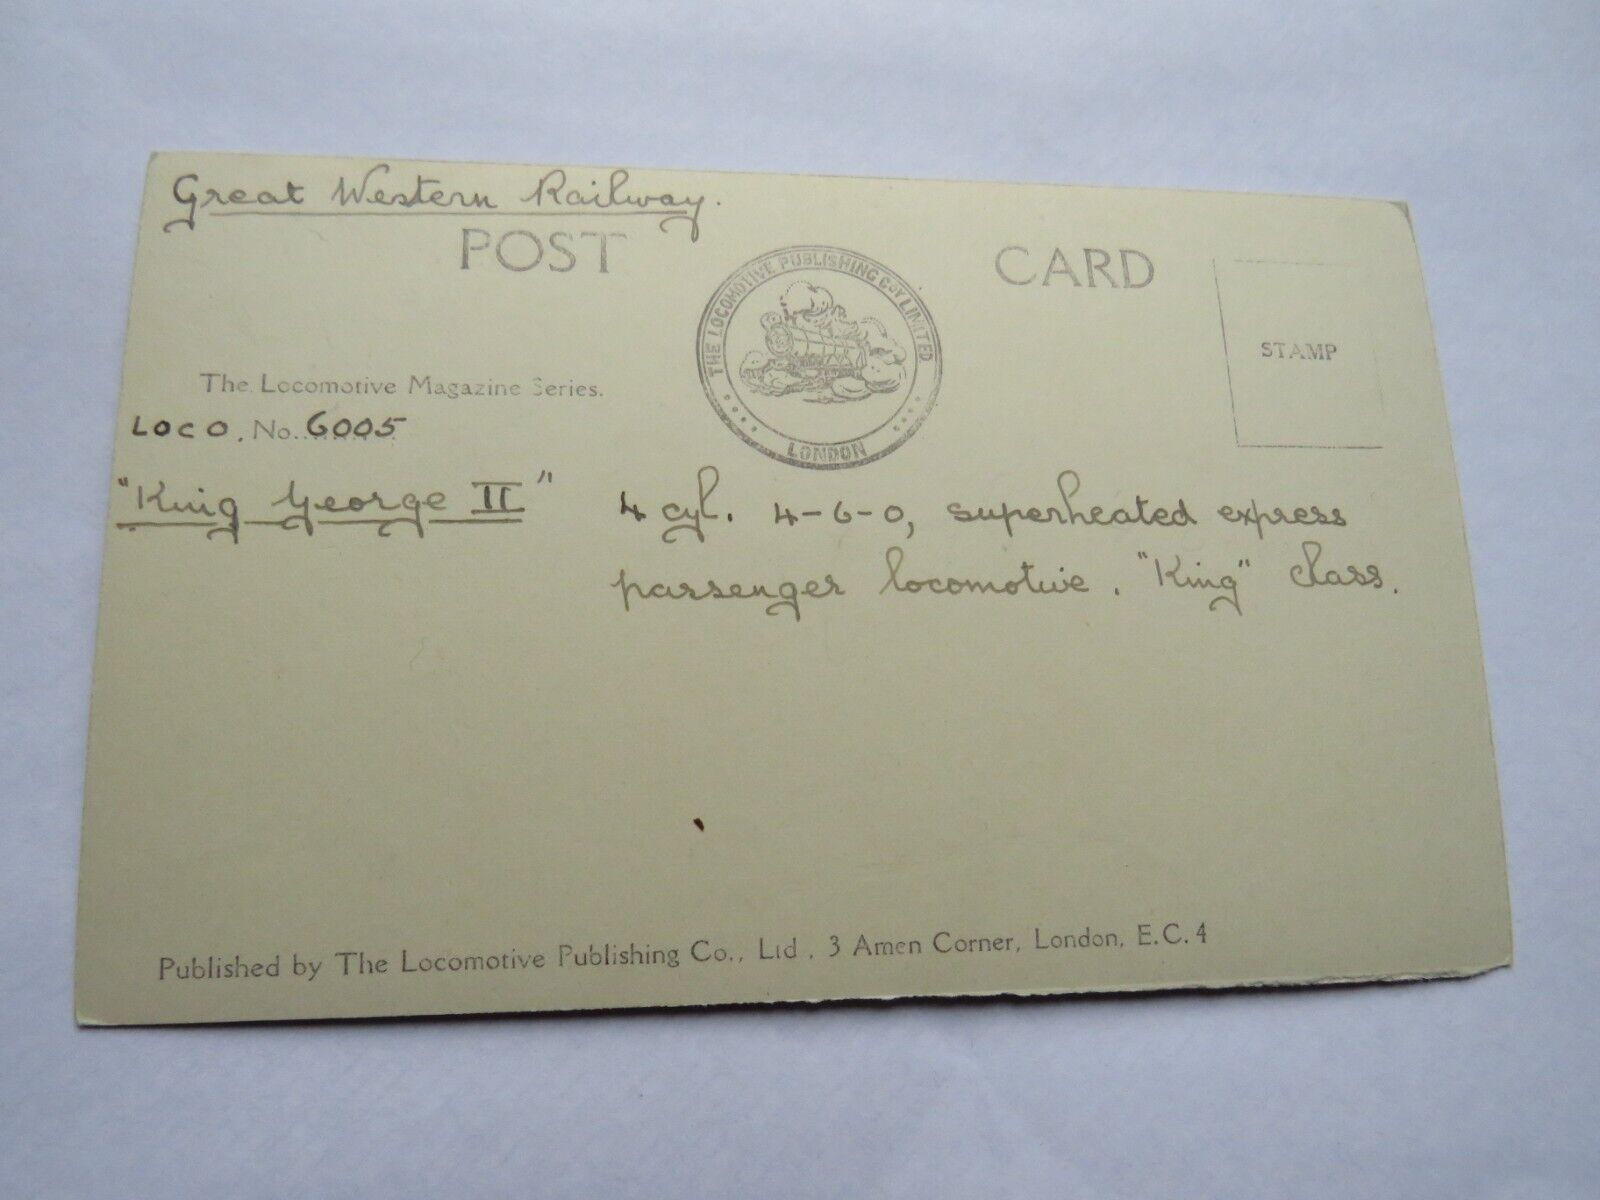 Great Western Railway.
POST CARD
THE LOCOMOTIVE PUBLISHING COY LIMITED
LONDON
STAMP
The Locomotive Magazine Series.
LOCO. No. 6005
"King George II"
4 cyl. 4-6-0, superheated express
passenger locomotive. "King" class.
Published by The Locomotive Publishing Co., Ltd., 3 Amen Corner, London, E.C. 4